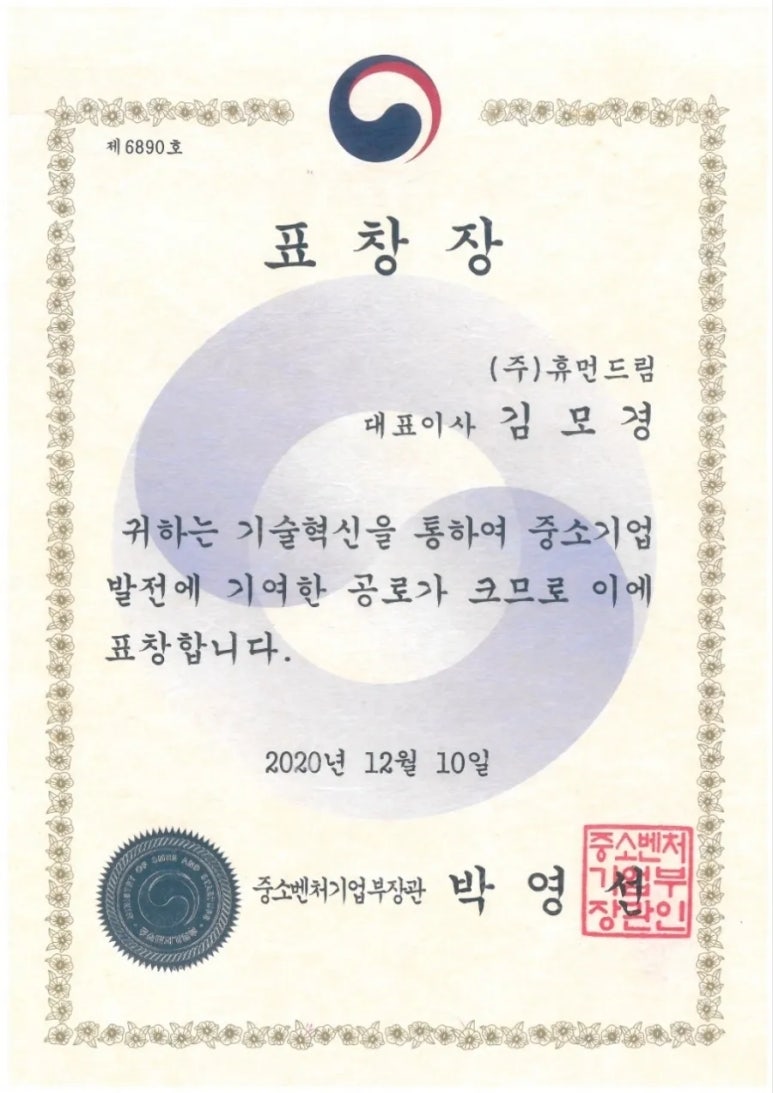 제 6890 호
표 창 장
(주)휴먼드림
대표이사 김 모 경
귀하는 기술혁신을 통하여 중소기업
발전에 기여한 공로가 크므로 이에
표창합니다.
2020년 12월 10일
중소벤처기업부장관 박 영 선
중소벤처
기업부
장관인